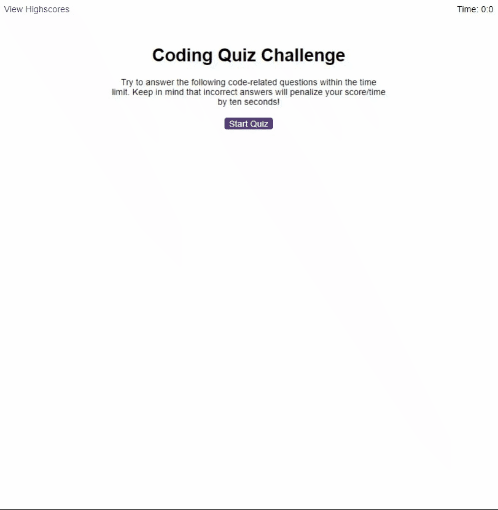 View Highscores
Time: 0:0
Coding Quiz Challenge
Try to answer the following code-related questions within the time
limit. Keep in mind that incorrect answers will penalize your score/time
by ten seconds!
Start Quiz